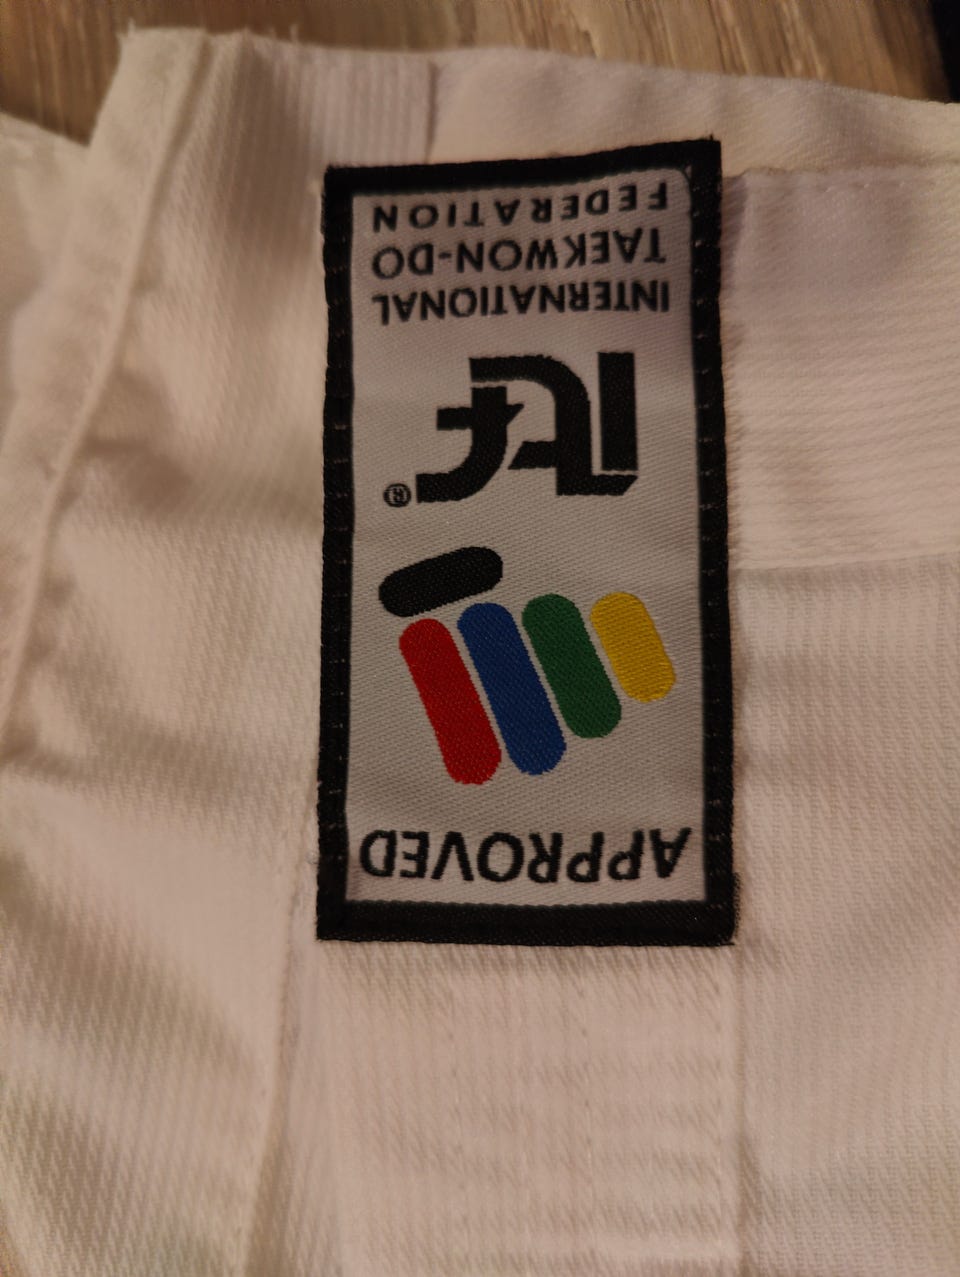 APPROVED
ITF®
INTERNATIONAL
TAEKWON-DO
FEDERATION